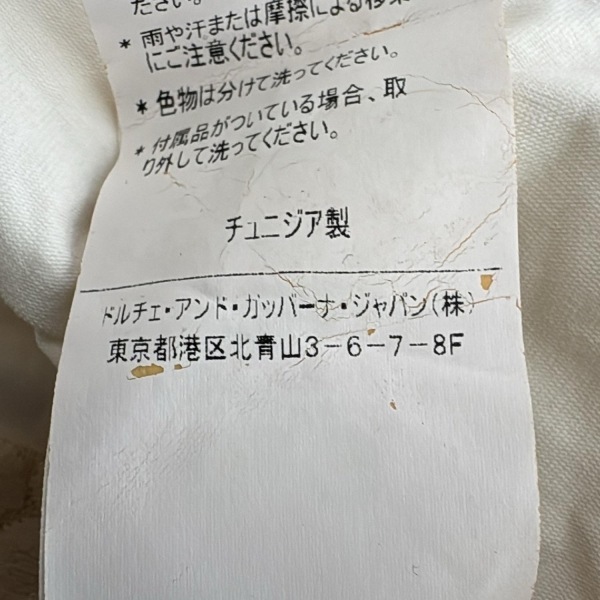 ださい。
* 雨や汗または摩擦による移染
にご注意ください。
* 色物は分けて洗ってください。
* 付属品がついている場合、取
り外して洗ってください。
チュニジア製
ドルチェ・アンド・ガッバーナ・ジャパン(株)
東京都港区北青山3-6-7-8F